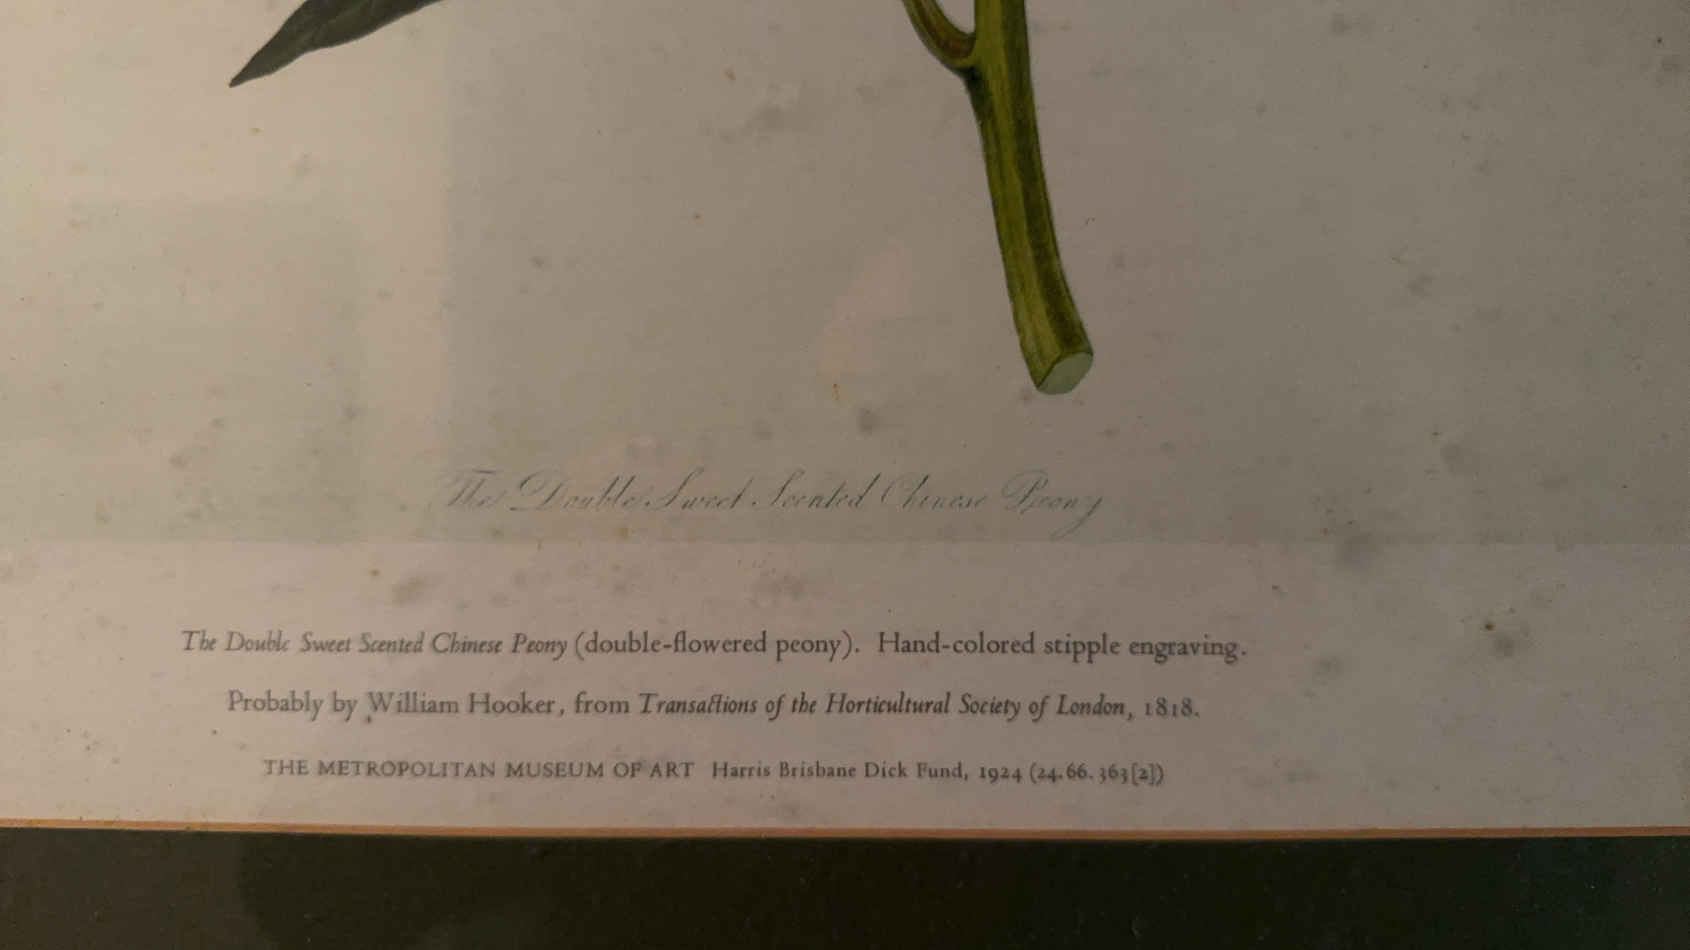 The Double Sweet Scented Chinese Peony
The Double Sweet Scented Chinese Peony (double-flowered peony). Hand-colored stipple engraving.
Probably by William Hooker, from Transactions of the Horticultural Society of London, 1818.
THE METROPOLITAN MUSEUM OF ART Harris Brisbane Dick Fund, 1924 (24.66.363[2])